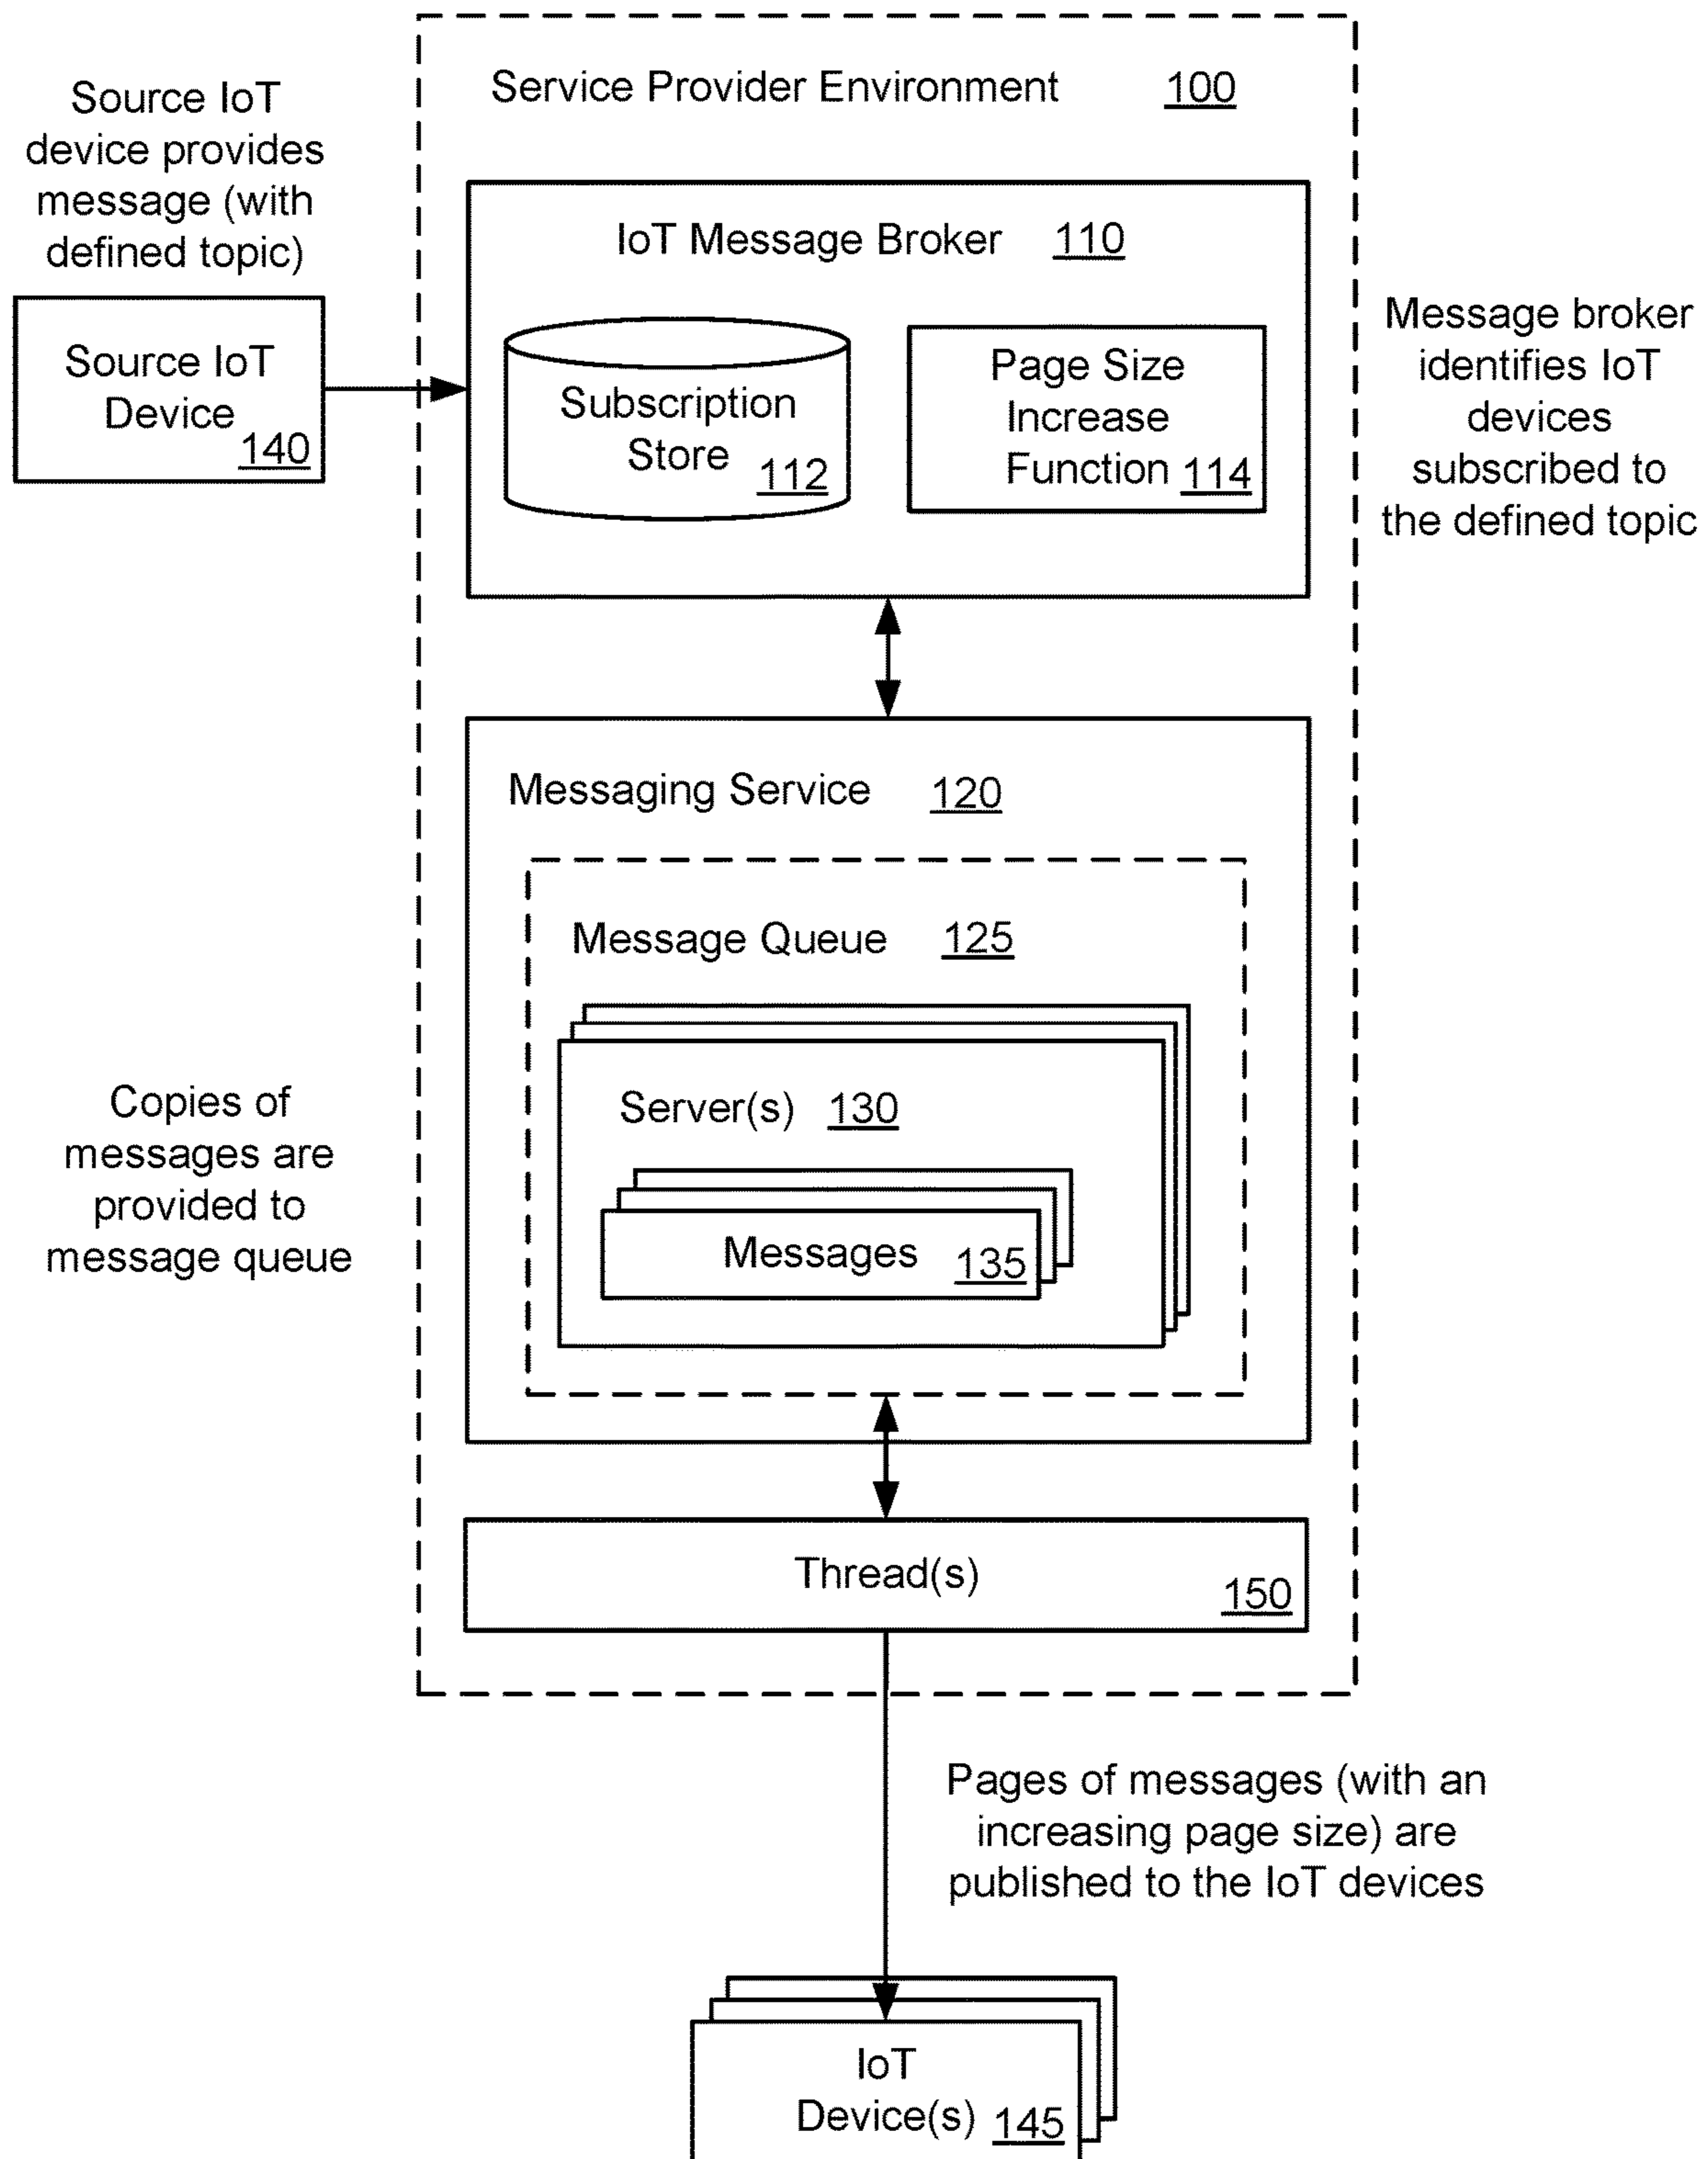 Service Provider Environment 100
Source IoT
device provides
message (with
defined topic)
IoT Message Broker 110
Source IoT
Device
140
Subscription
Store 112
Page Size
Increase
Function 114
Message broker
identifies IoT
devices
subscribed to
the defined topic
Messaging Service 120
Message Queue 125
Copies of
messages are
provided to
message queue
Server(s) 130
Messages 135
Thread(s)
150
Pages of messages (with an
increasing page size) are
published to the IoT devices
IoT
Device(s) 145